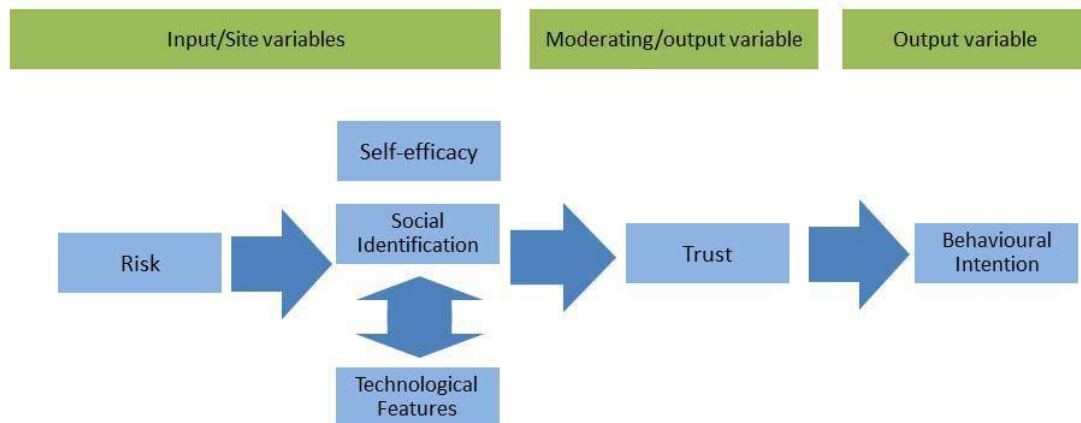 Input/Site variables
Moderating/output variable
Output variable
Self-efficacy
Social
Identification
Risk
Trust
Behavioural
Intention
Technological
Features